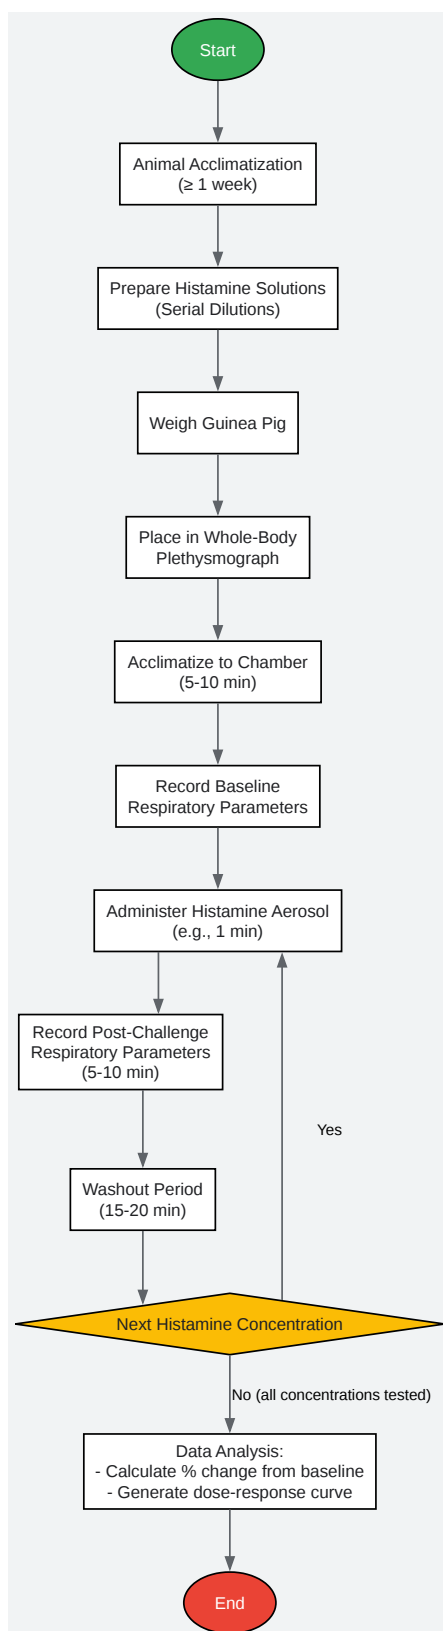 Start
Animal Acclimatization
(≥ 1 week)
Prepare Histamine Solutions
(Serial Dilutions)
Weigh Guinea Pig
Place in Whole-Body
Plethysmograph
Acclimatize to Chamber
(5-10 min)
Record Baseline
Respiratory Parameters
Administer Histamine Aerosol
(e.g., 1 min)
Record Post-Challenge
Respiratory Parameters
(5-10 min)
Yes
Washout Period
(15-20 min)
Next Histamine Concentration
No (all concentrations tested)
Data Analysis:
- Calculate % change from baseline
- Generate dose-response curve
End